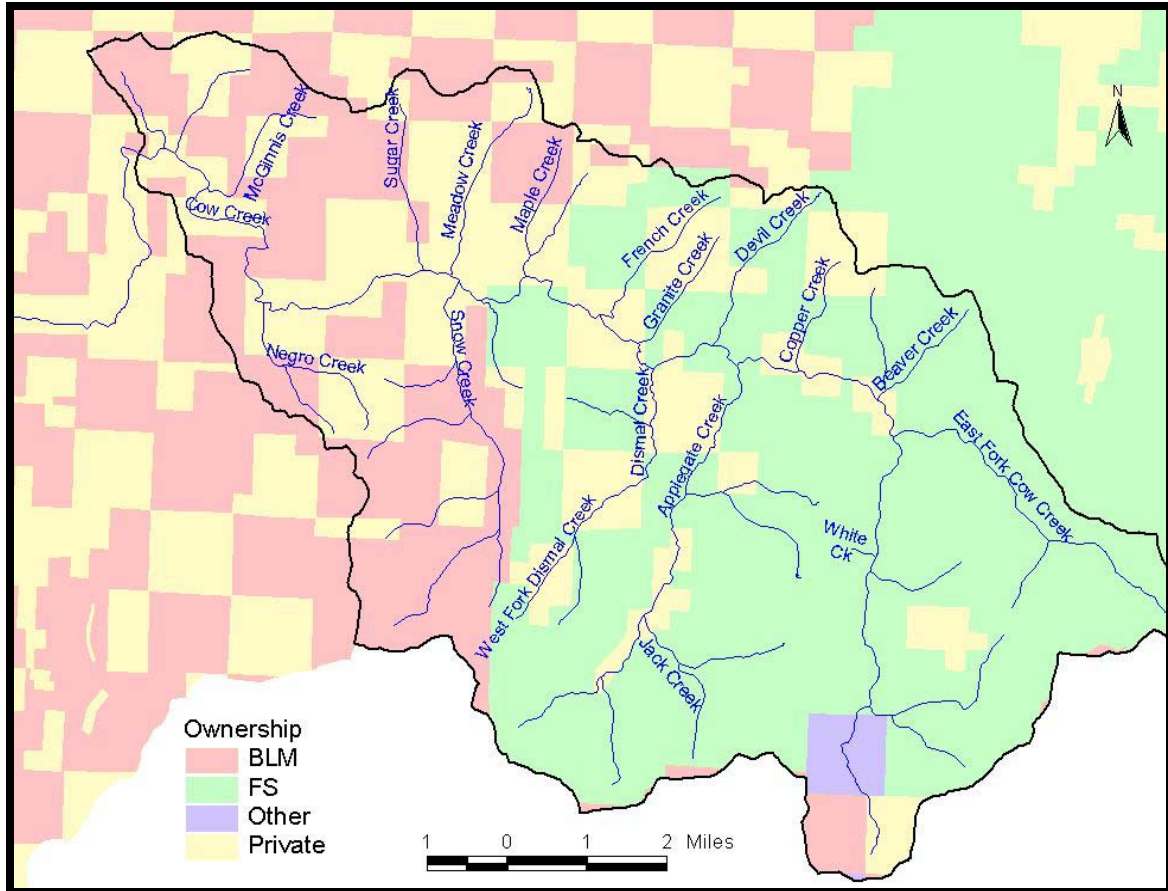 N
McGinnis Creek
Sugar Creek
Meadow Creek
Maple Creek
Cow Creek
French Creek
Devil Creek
Granite Creek
Copper Creek
Snow Creek
Negro Creek
Beaver Creek
Dismal Creek
Applegate Creek
East Fork Cow Creek
White
Ck
West Fork Dismal Creek
Jack Creek
Ownership
BLM
FS
Other
Private
1 0 1 2 Miles